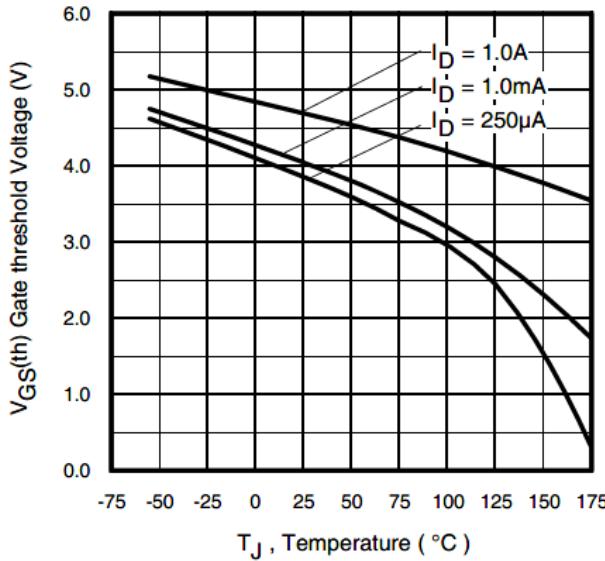 6.0
5.0
4.0
3.0
2.0
1.0
0.0
VGS(th) Gate threshold Voltage (V)
ID = 1.0A
ID = 1.0mA
ID = 250µA
-75 -50 -25 0 25 50 75 100 125 150 175
TJ , Temperature ( °C )